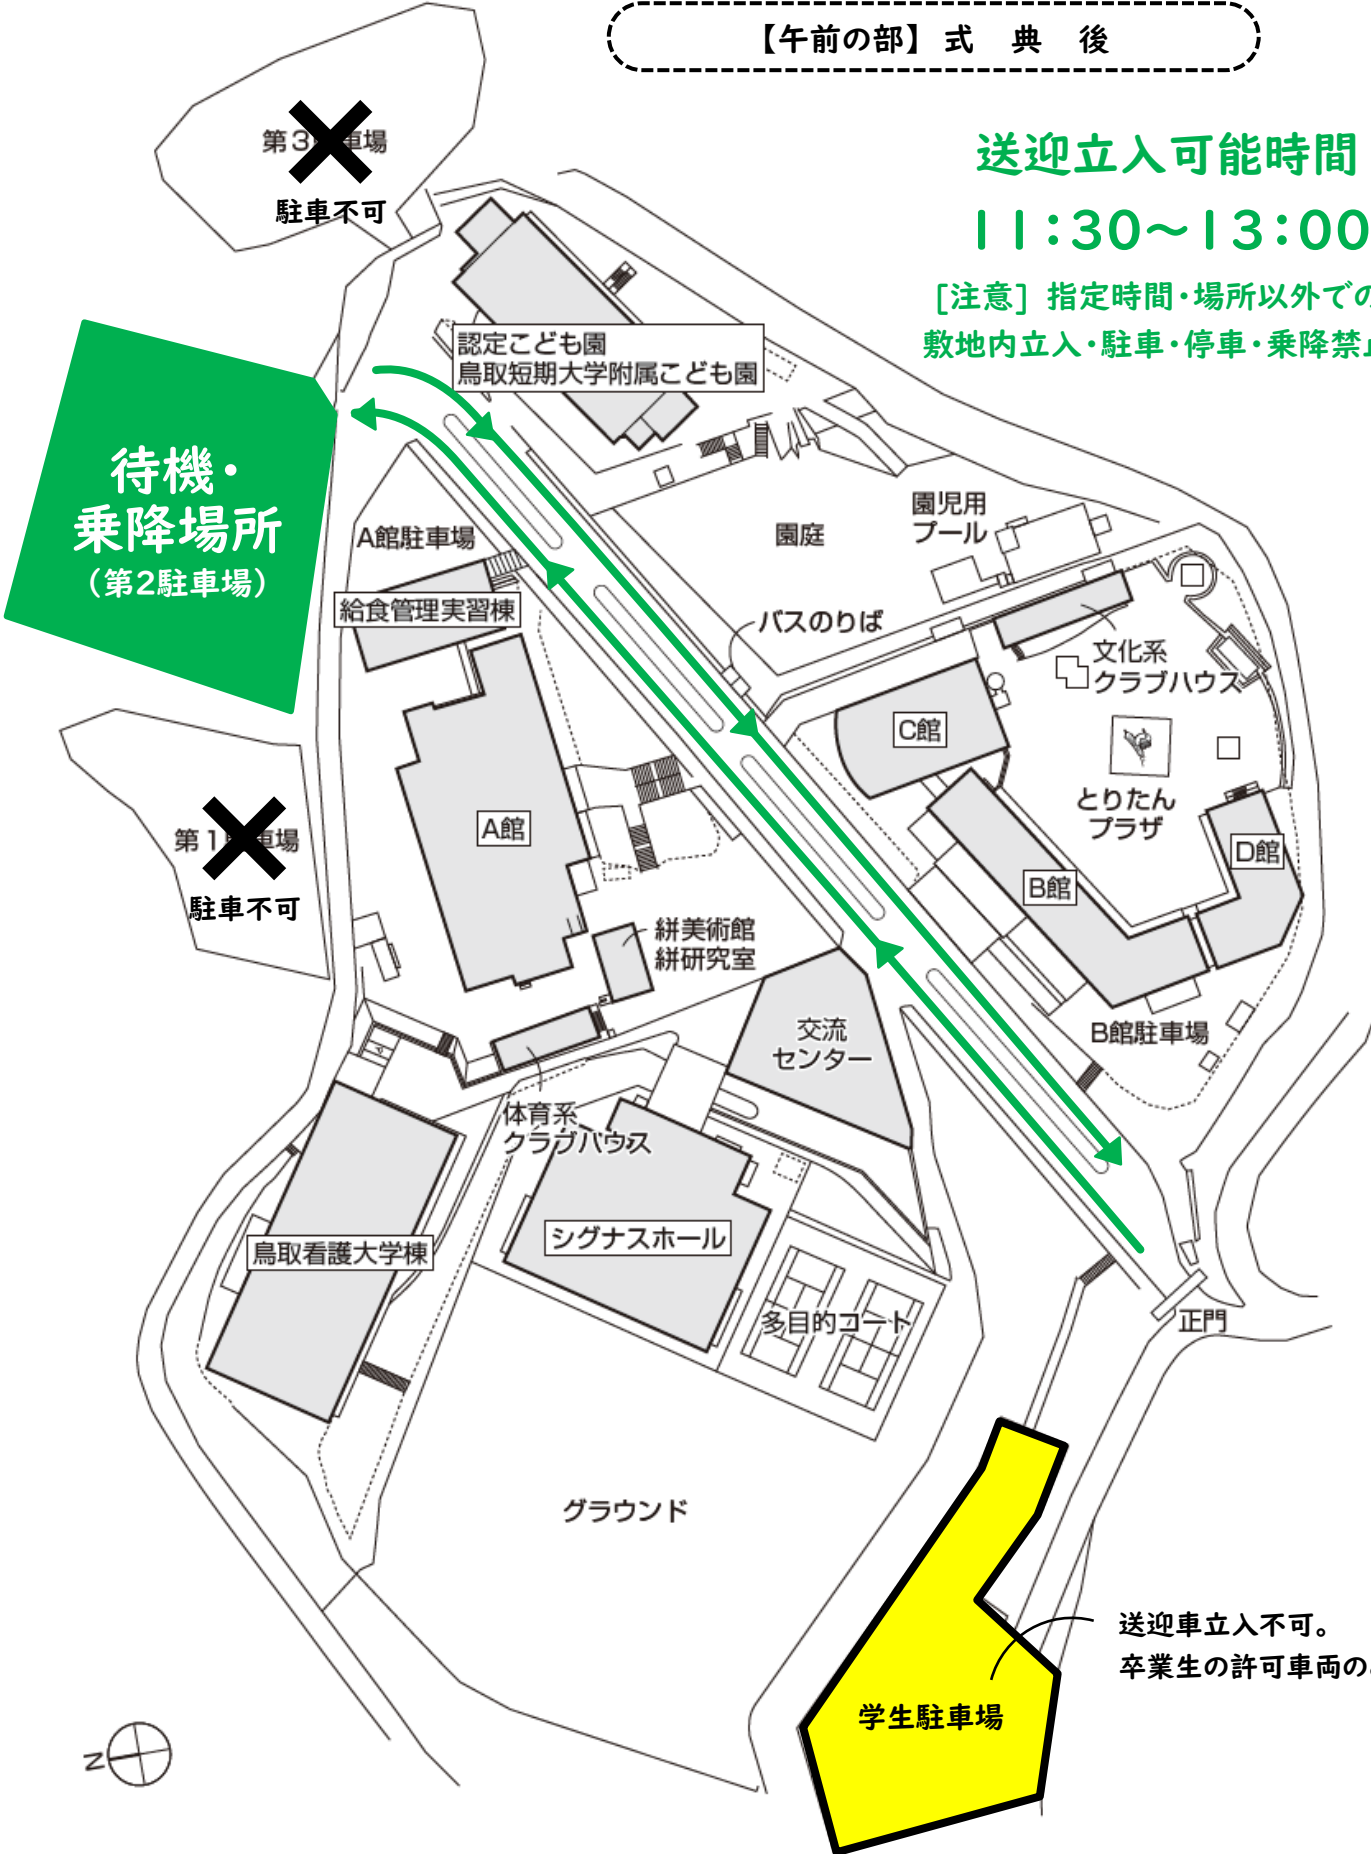 【午前の部】 式 典 後
送迎立入可能時間
11：30～13：00
[注意] 指定時間・場所以外での
敷地内立入・駐車・停車・乗降禁止
第3 車場
駐車不可
認定こども園
鳥取短期大学附属こども園
待機・
乗降場所
（第2駐車場）
A館駐車場
給食管理実習棟
園庭
園児用
プール
バスのりば
文化系
クラブハウス
C館
とりたん
プラザ
D館
B館
A館
第1 車場
駐車不可
絣美術館
絣研究室
交流
センター
B館駐車場
体育系
クラブハウス
シグナスホール
鳥取看護大学棟
多目的コート
正門
グラウンド
送迎車立入不可。
卒業生の許可車両の
学生駐車場
N